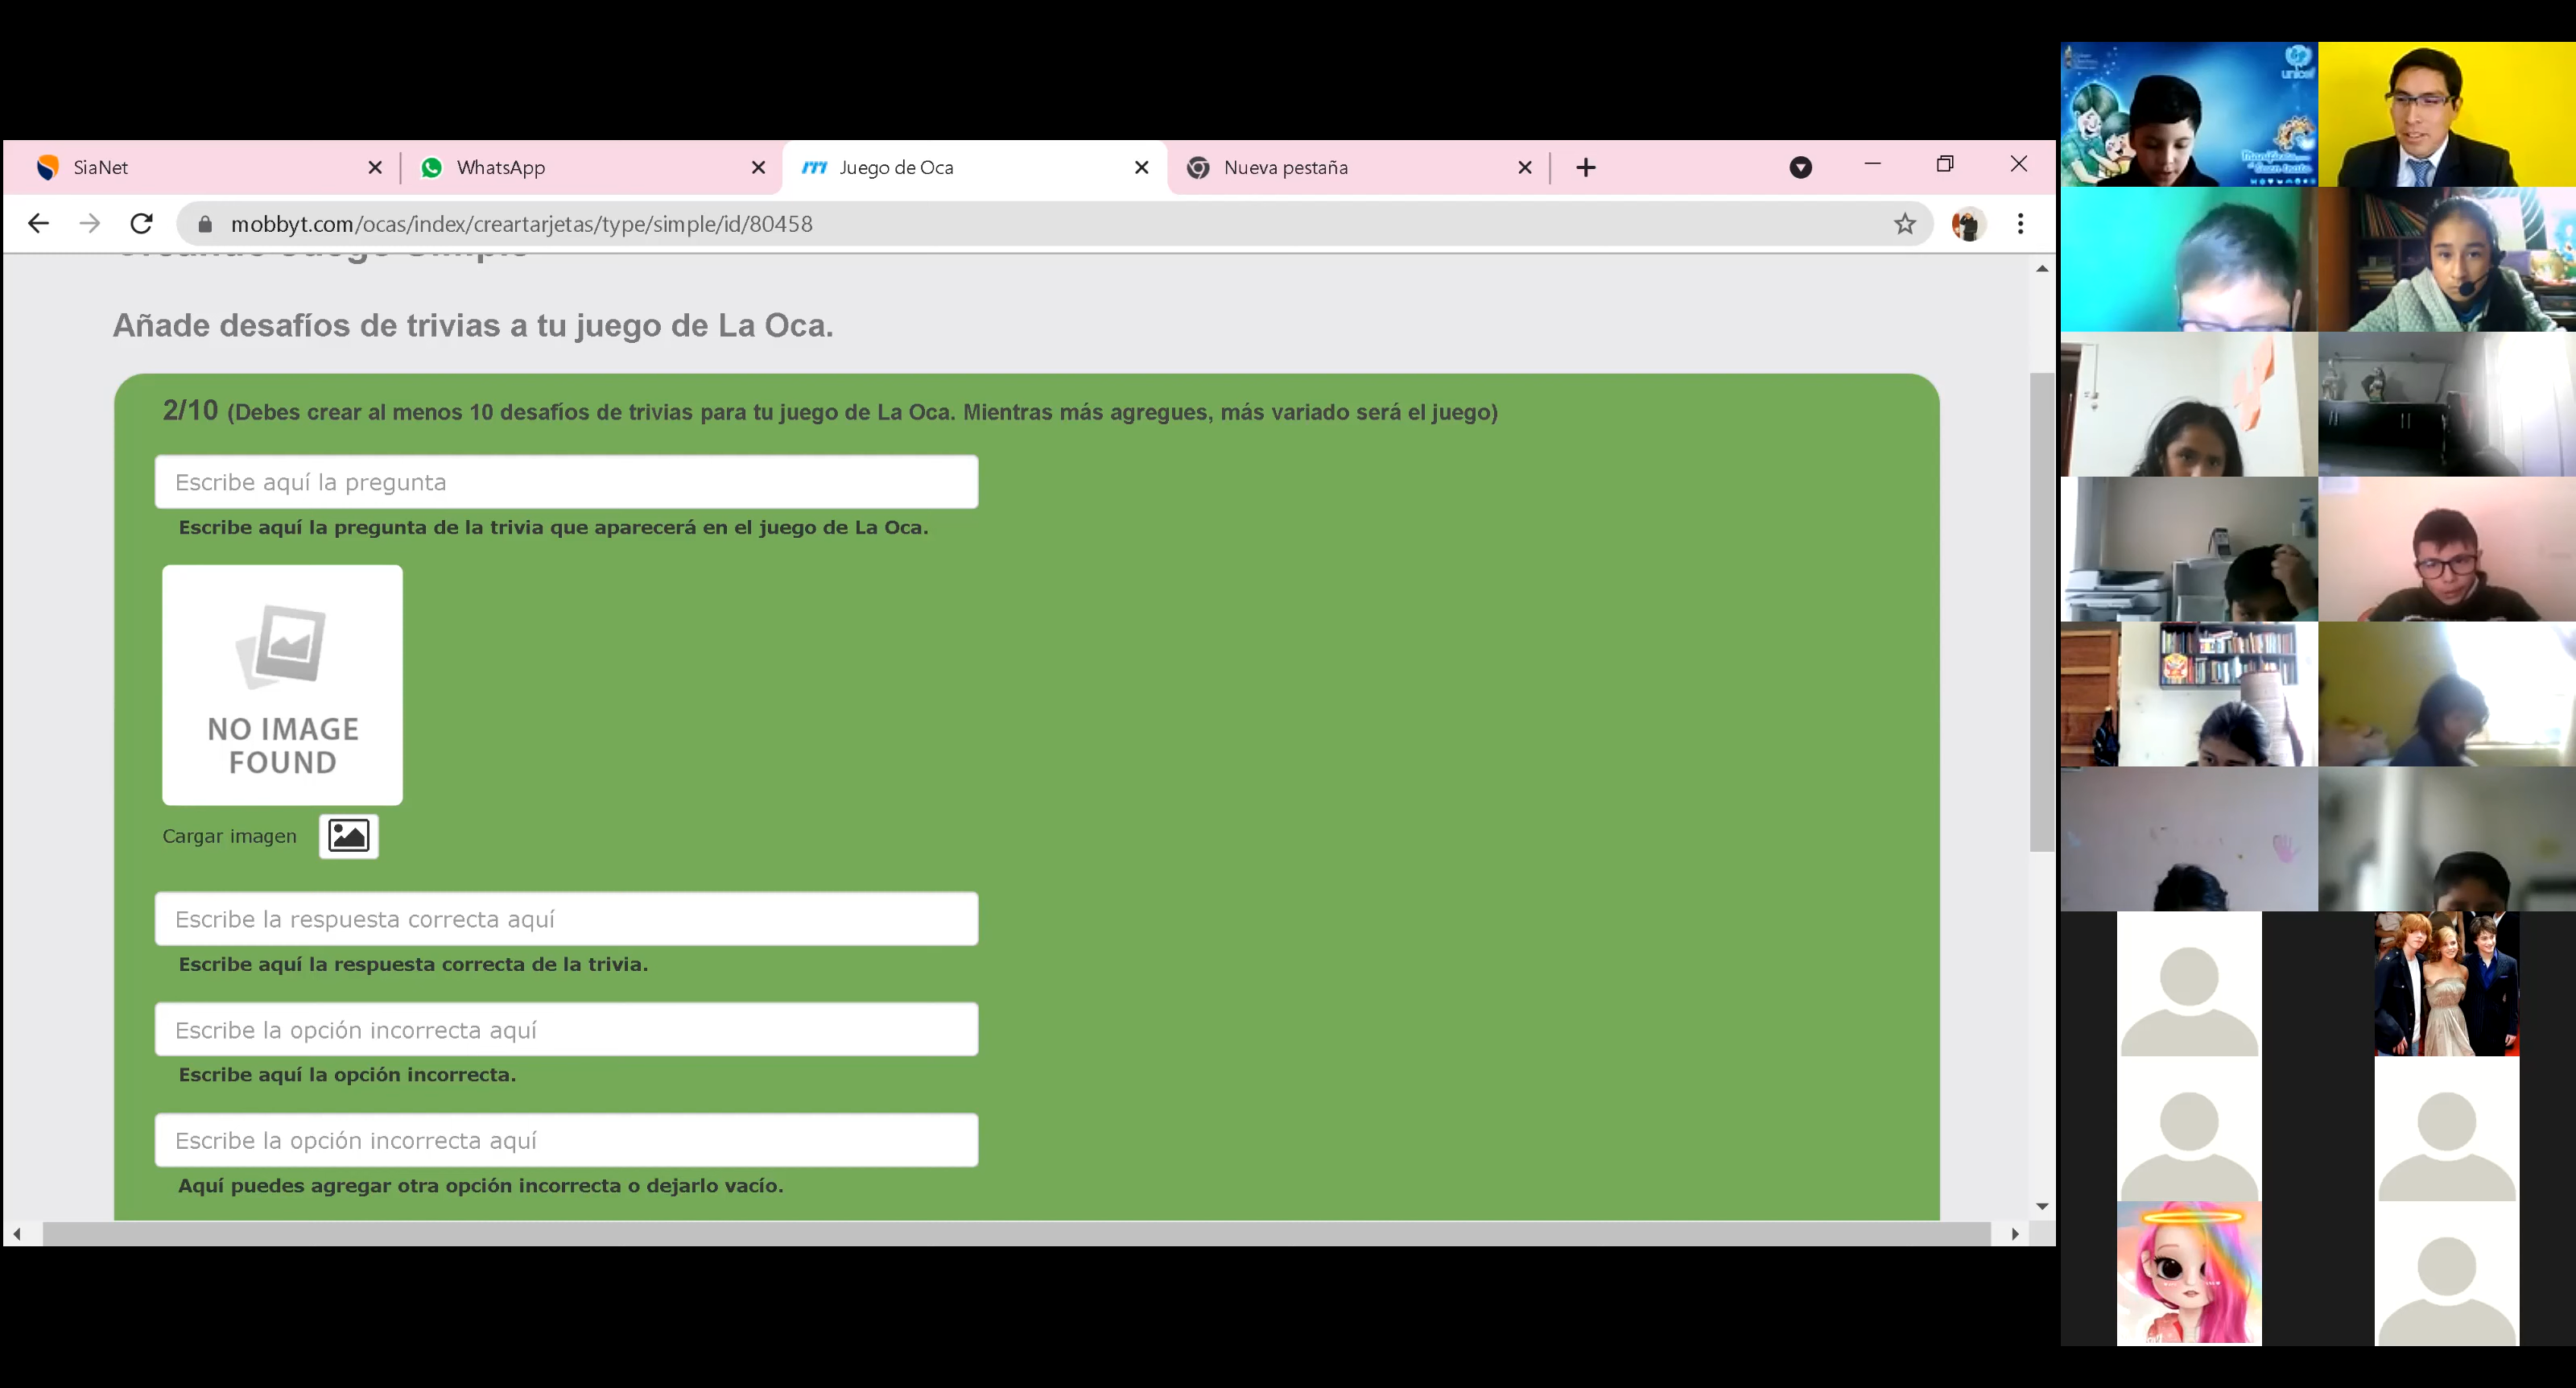 SiaNet
WhatsApp
Juego de Oca
Nueva pestaña
mobbyt.com/ocas/index/creartarjetas/type/simple/id/80458
Creando Juego Simple
Añade desafíos de trivias a tu juego de La Oca.
2/10 (Debes crear al menos 10 desafíos de trivias para tu juego de La Oca. Mientras más agregues, más variado será el juego)
Escribe aquí la pregunta
Escribe aquí la pregunta de la trivia que aparecerá en el juego de La Oca.
NO IMAGE
FOUND
Cargar imagen
Escribe la respuesta correcta aquí
Escribe aquí la respuesta correcta de la trivia.
Escribe la opción incorrecta aquí
Escribe aquí la opción incorrecta.
Escribe la opción incorrecta aquí
Aquí puedes agregar otra opción incorrecta o dejarlo vacío.
unicef